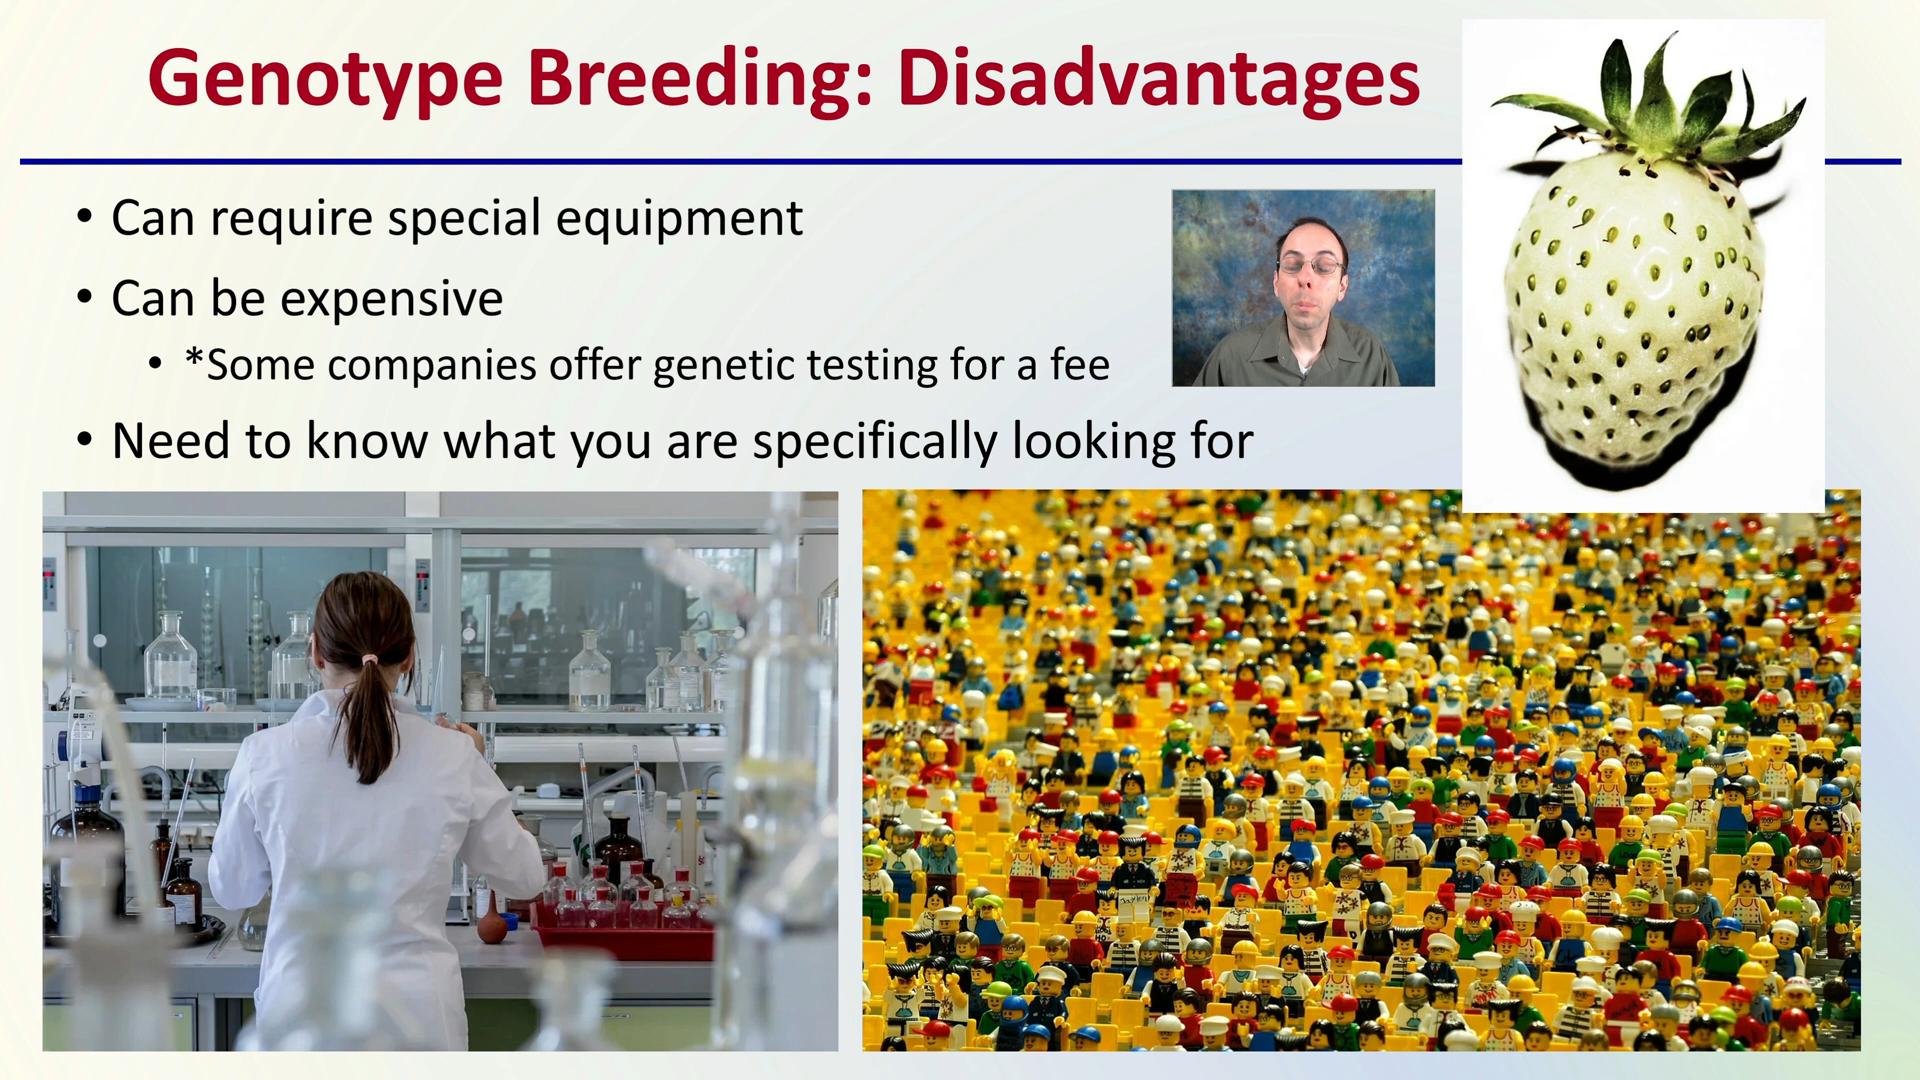 Genotype Breeding: Disadvantages
• Can require special equipment
• Can be expensive
• *Some companies offer genetic testing for a fee
• Need to know what you are specifically looking for